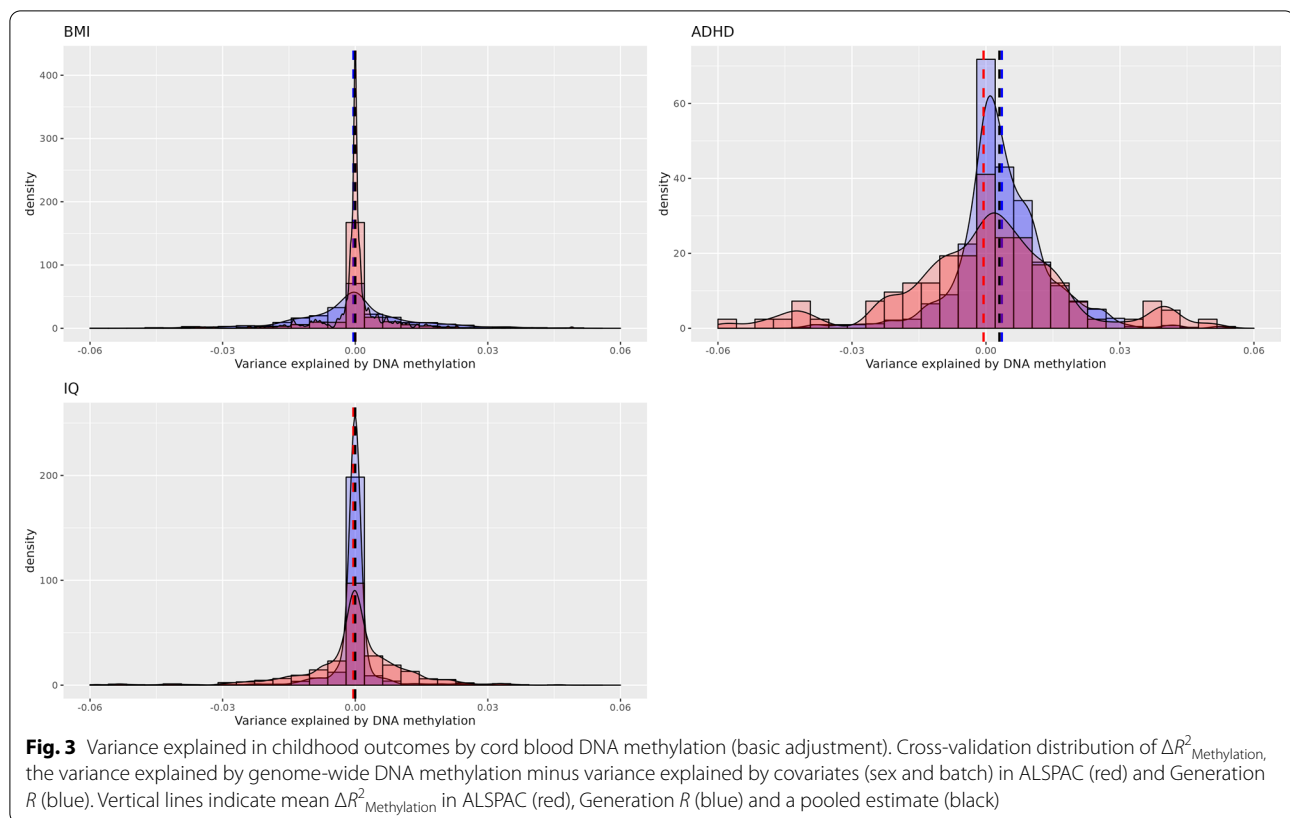 BMI
ADHD
400
300
200
100
0
density
-0.06
-0.03
0.00
0.03
0.06
Variance explained by DNA methylation
60
40
20
0
density
-0.06
-0.03
0.00
0.03
0.06
Variance explained by DNA methylation
IQ
200
100
0
density
-0.06
-0.03
0.00
0.03
0.06
Variance explained by DNA methylation
Fig. 3 Variance explained in childhood outcomes by cord blood DNA methylation (basic adjustment). Cross-validation distribution of ΔR²Methylation,
the variance explained by genome-wide DNA methylation minus variance explained by covariates (sex and batch) in ALSPAC (red) and Generation
R (blue). Vertical lines indicate mean ΔR²Methylation in ALSPAC (red), Generation R (blue) and a pooled estimate (black)